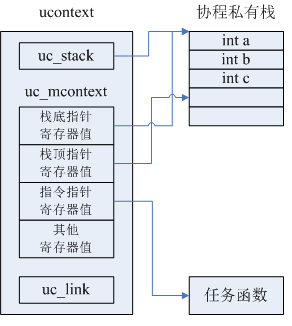 ucontext
协程私有栈
uc_stack
int a
int b
int c
uc_mcontext
栈底指针
寄存器值
栈顶指针
寄存器值
指令指针
寄存器值
其他
寄存器值
uc_link
任务函数